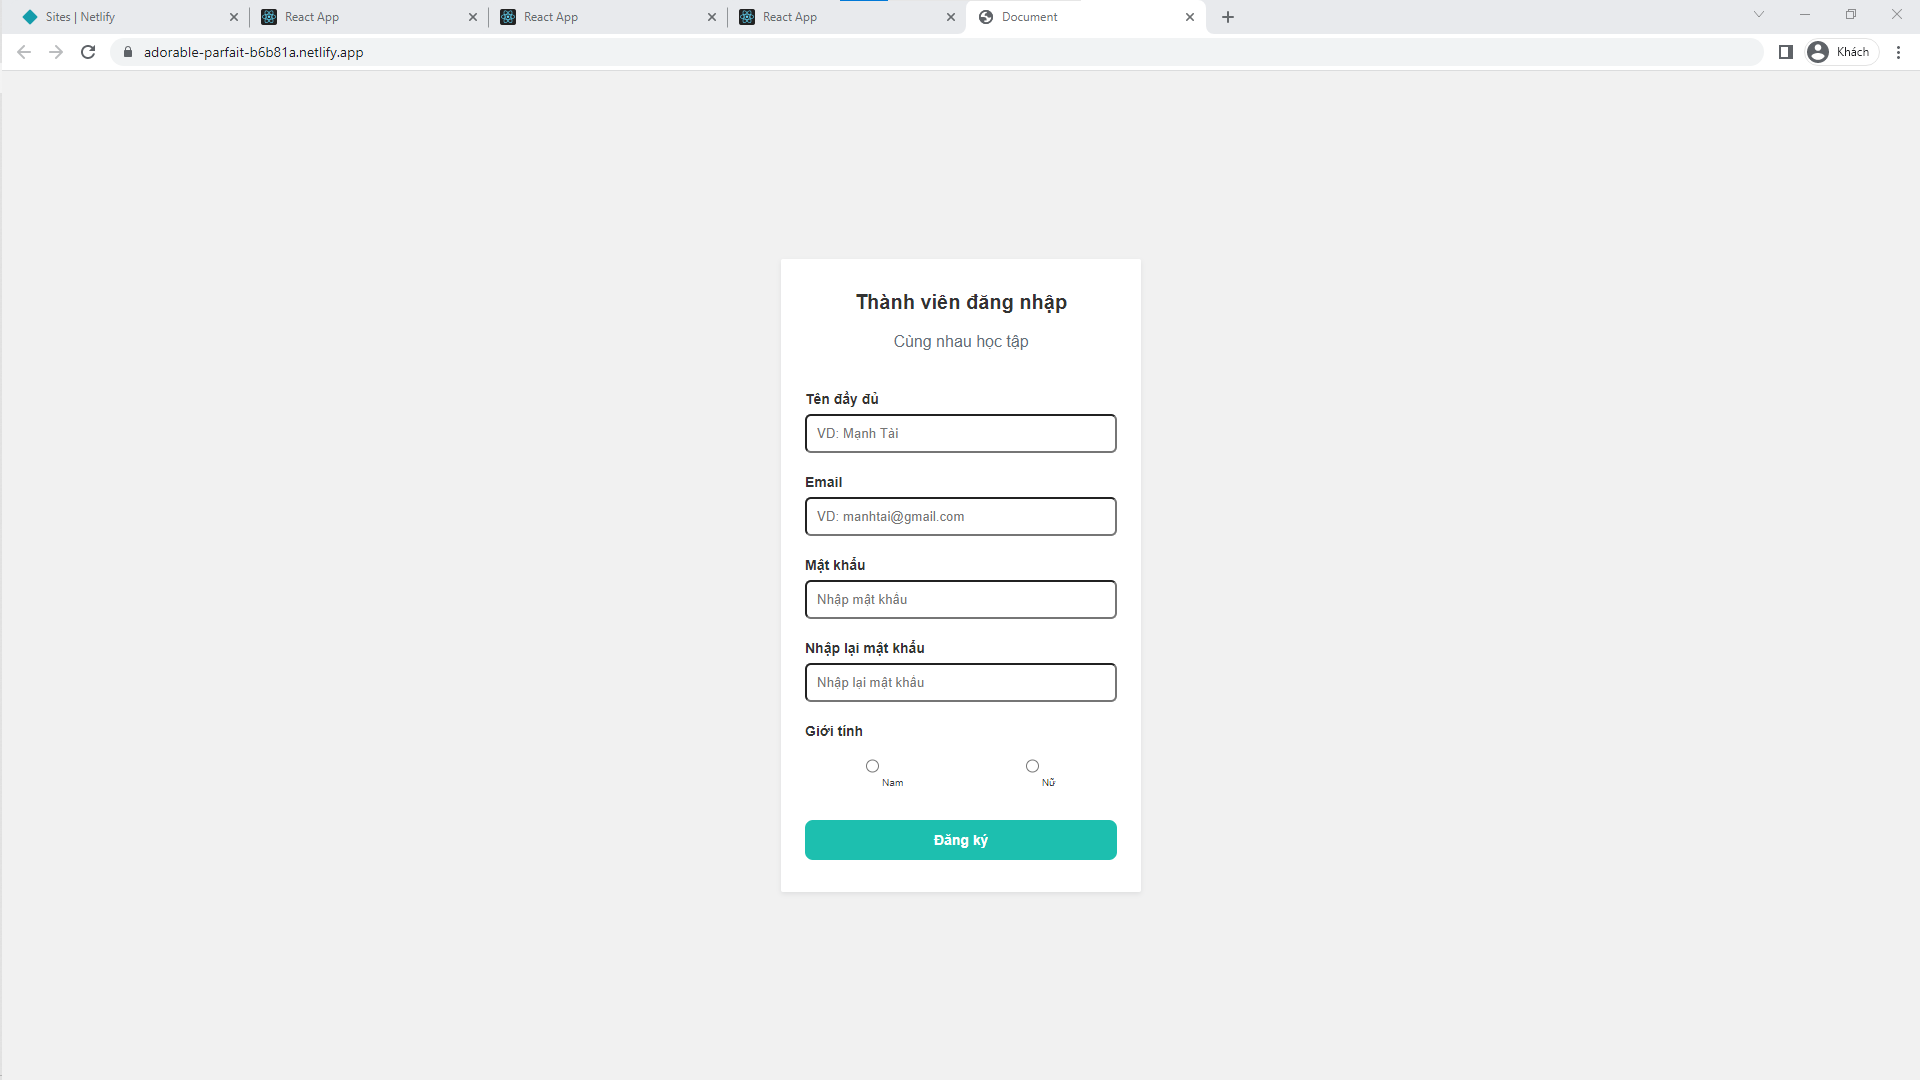 Sites | Netlify
React App
React App
React App
Document
adorable-parfait-b6b81a.netlify.app
Khách
Thành viên đăng nhập
Cùng nhau học tập
Tên đầy đủ
VD: Mạnh Tài
Email
VD: manhtai@gmail.com
Mật khẩu
Nhập mật khẩu
Nhập lại mật khẩu
Nhập lại mật khẩu
Giới tính
Nam
Nữ
Đăng ký